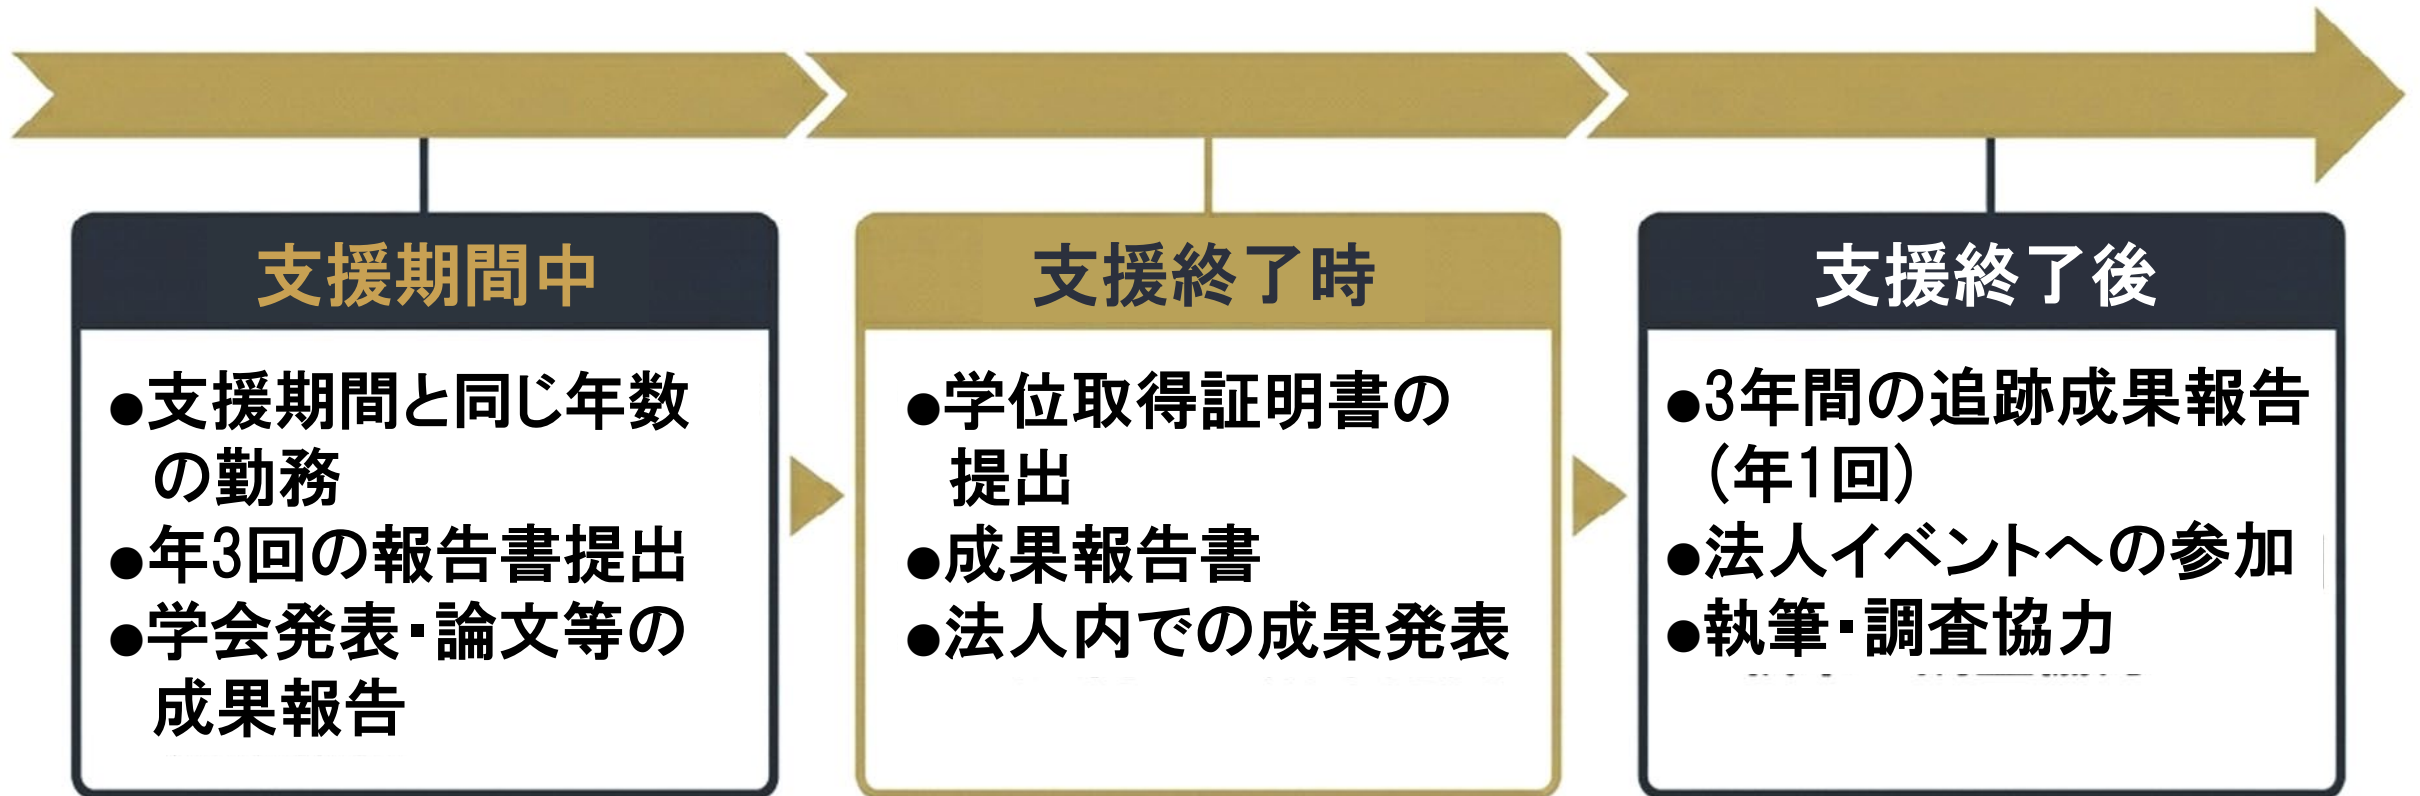 支援期間中
●支援期間と同じ年数
の勤務
●年3回の報告書提出
●学会発表・論文等の
成果報告
支援終了時
●学位取得証明書の
提出
●成果報告書
●法人内での成果発表
支援終了後
●3年間の追跡成果報告
(年1回)
●法人イベントへの参加
●執筆・調査協力